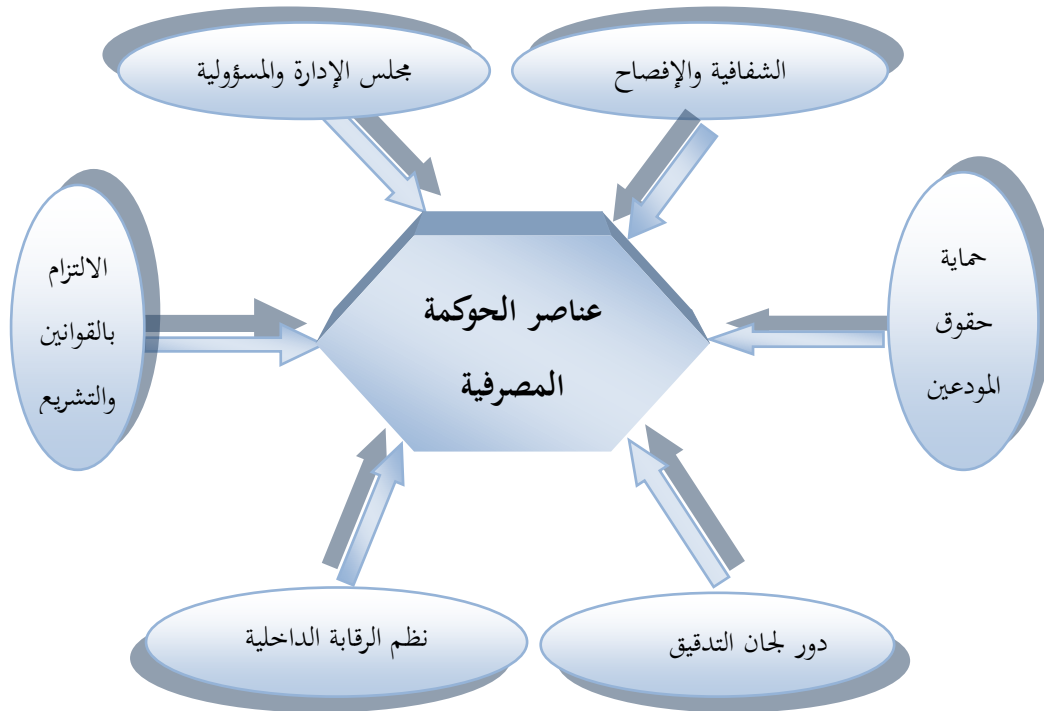 الشفافية والإفصاح
مجلس الإدارة والمسؤولية
حماية
حقوق
المودعين
عناصر الحوكمة
المصرفية
الالتزام
بالقوانين
والتشريع
دور لجان التدقيق
نظم الرقابة الداخلية